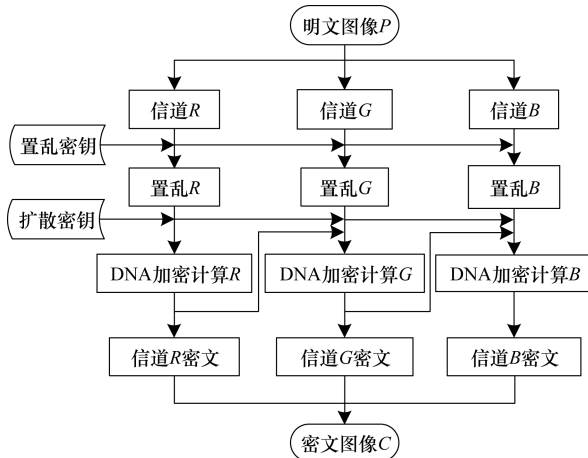 明文图像P
信道R
信道G
信道B
置乱密钥
置乱R
置乱G
置乱B
扩散密钥
DNA加密计算R
DNA加密计算G
DNA加密计算B
信道R密文
信道G密文
信道B密文
密文图像C